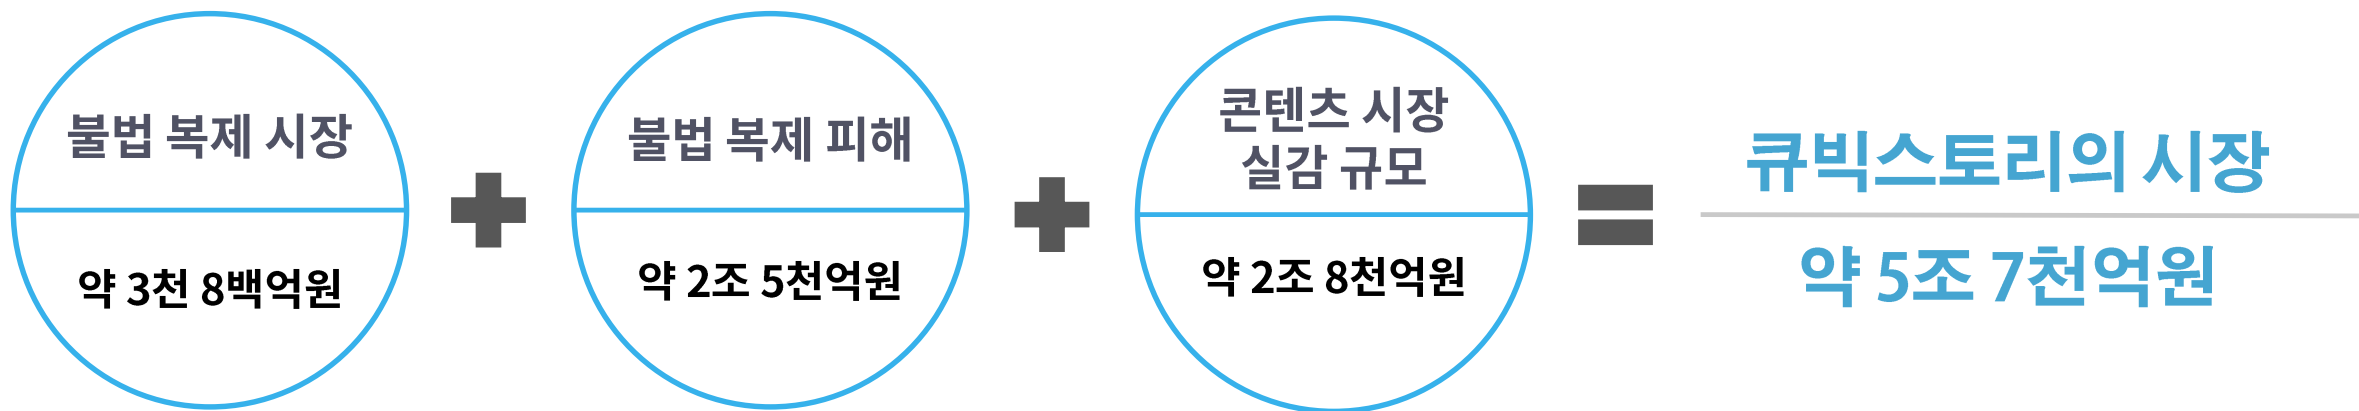 불법 복제 시장
약 3천 8백억원
불법 복제 피해
약 2조 5천억원
콘텐츠 시장
실감 규모
약 2조 8천억원
큐빅스토리의 시장
약 5조 7천억원